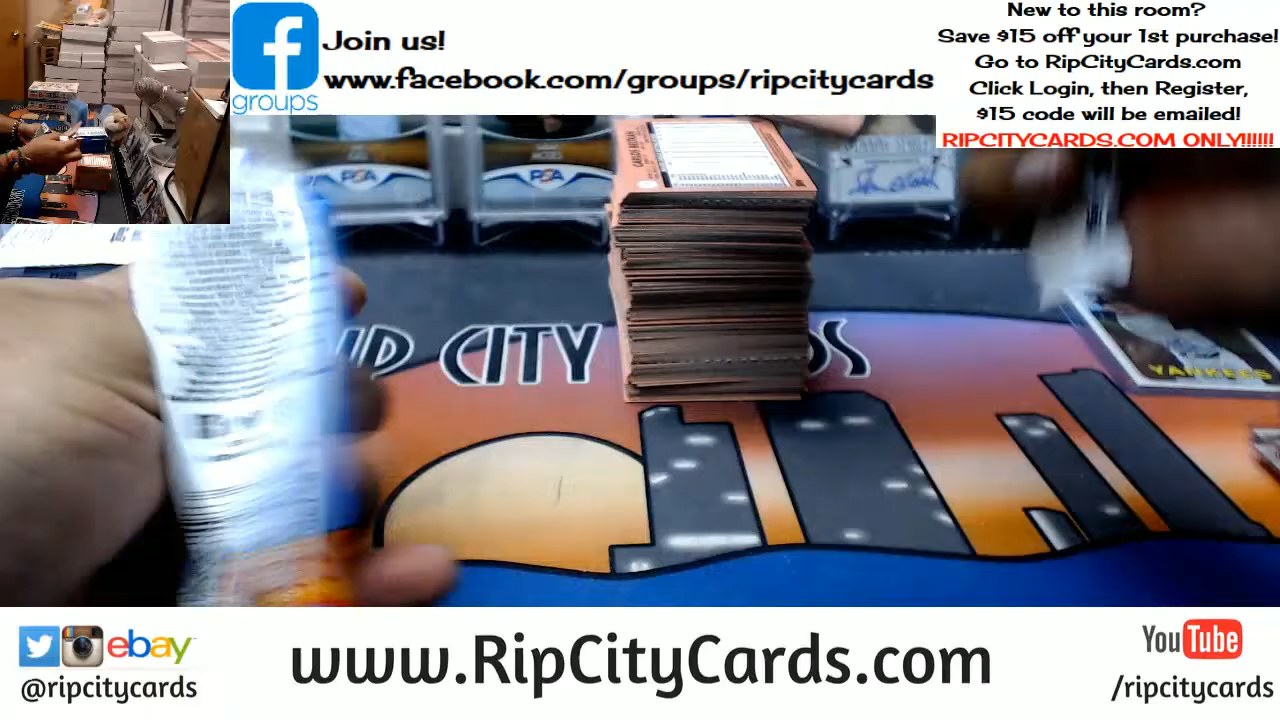 Join us!
www.facebook.com/groups/ripcitycards
groups
New to this room?
Save $15 off your 1st purchase!
Go to RipCityCards.com
Click Login, then Register,
$15 code will be emailed!
RIPCITYCARDS.COM ONLY!!!!!!
PSA
PSA
CITY
YANKEES
ebay
@ripcitycards
www.RipCityCards.com
YouTube
/ripcitycards